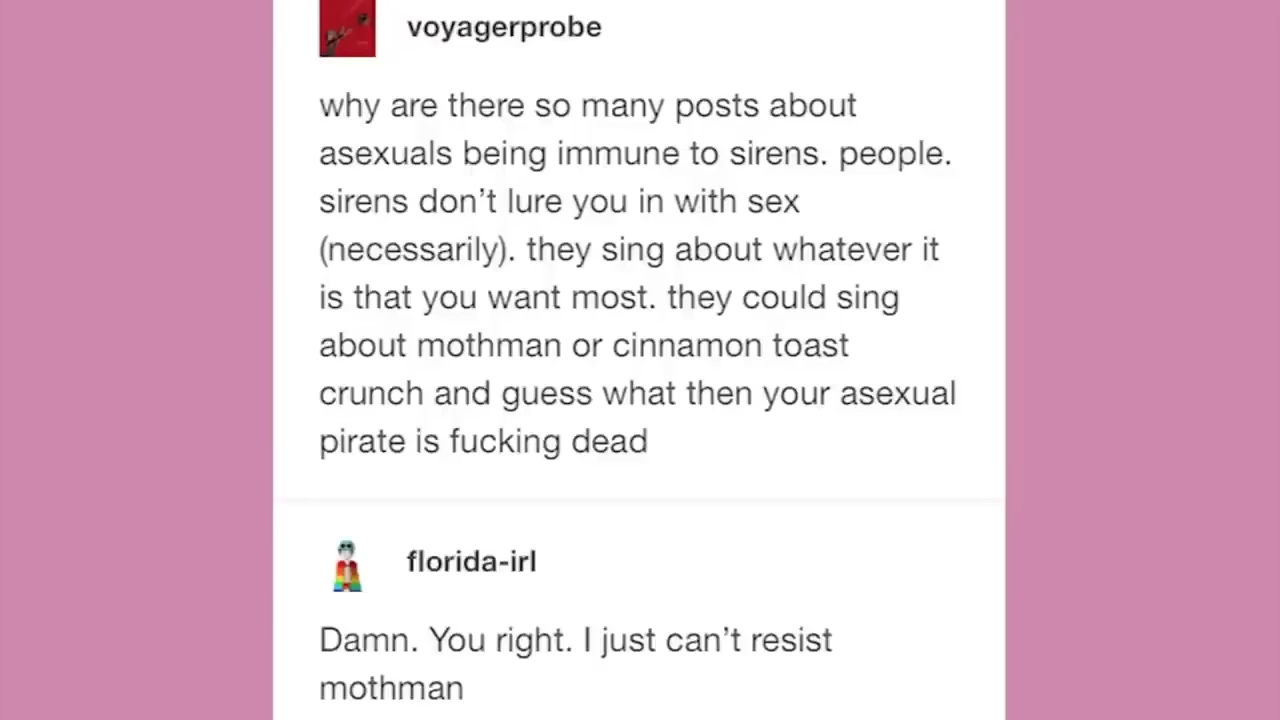 voyagerprobe
why are there so many posts about
asexuals being immune to sirens. people.
sirens don’t lure you in with sex
(necessarily). they sing about whatever it
is that you want most. they could sing
about mothman or cinnamon toast
crunch and guess what then your asexual
pirate is fucking dead
florida-irl
Damn. You right. I just can’t resist
mothman